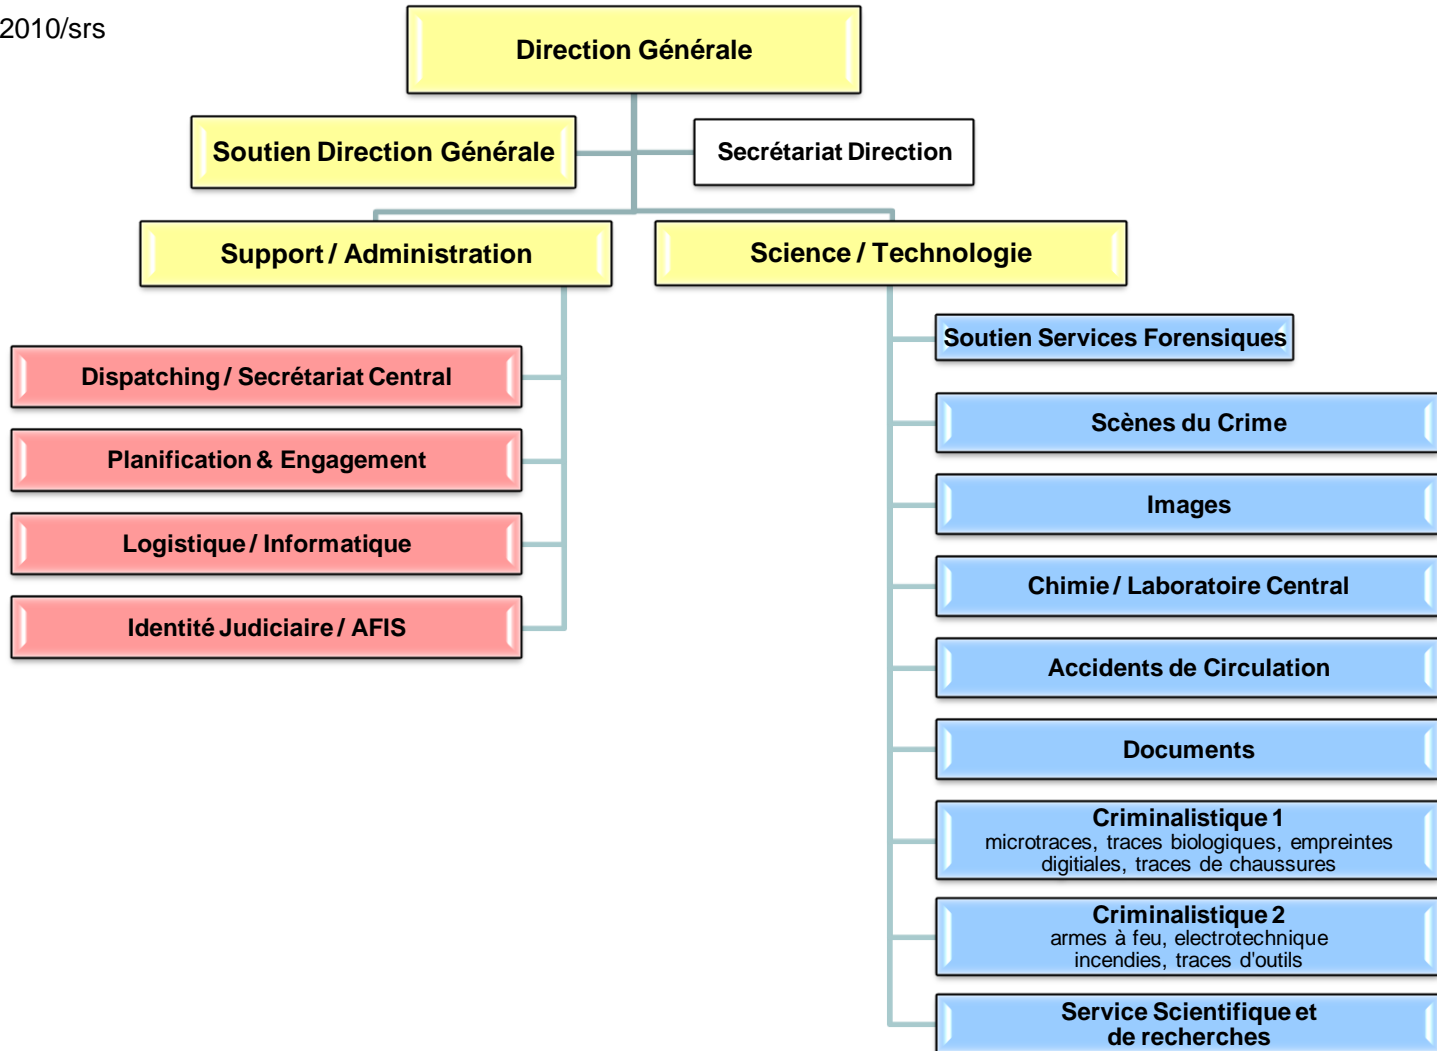 2010/srs
Direction Générale
Soutien Direction Générale
Secrétariat Direction
Support / Administration
Science / Technologie
Dispatching / Secrétariat Central
Planification & Engagement
Logistique / Informatique
Identité Judiciaire / AFIS
Soutien Services Forensiques
Scènes du Crime
Images
Chimie / Laboratoire Central
Accidents de Circulation
Documents
Criminalistique 1
microtraces, traces biologiques, empreintes
digitiales, traces de chaussures
Criminalistique 2
armes à feu, electrotechnique
incendies, traces d'outils
Service Scientifique et
de recherches